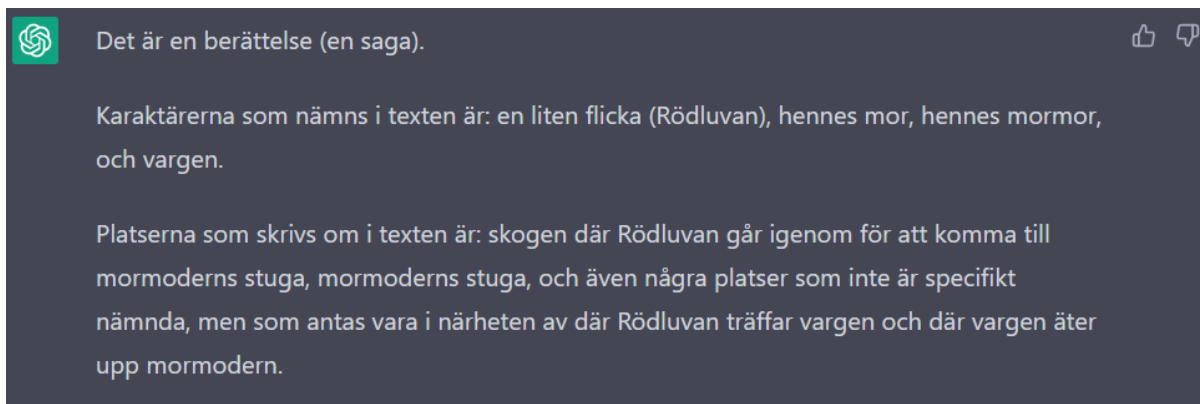 Det är en berättelse (en saga).
Karaktärerna som nämns i texten är: en liten flicka (Rödluvan), hennes mor, hennes mormor,
och vargen.
Platserna som skrivs om i texten är: skogen där Rödluvan går igenom för att komma till
mormoderns stuga, mormoderns stuga, och även några platser som inte är specifikt
nämnda, men som antas vara i närheten av där Rödluvan träffar vargen och där vargen äter
upp mormodern.